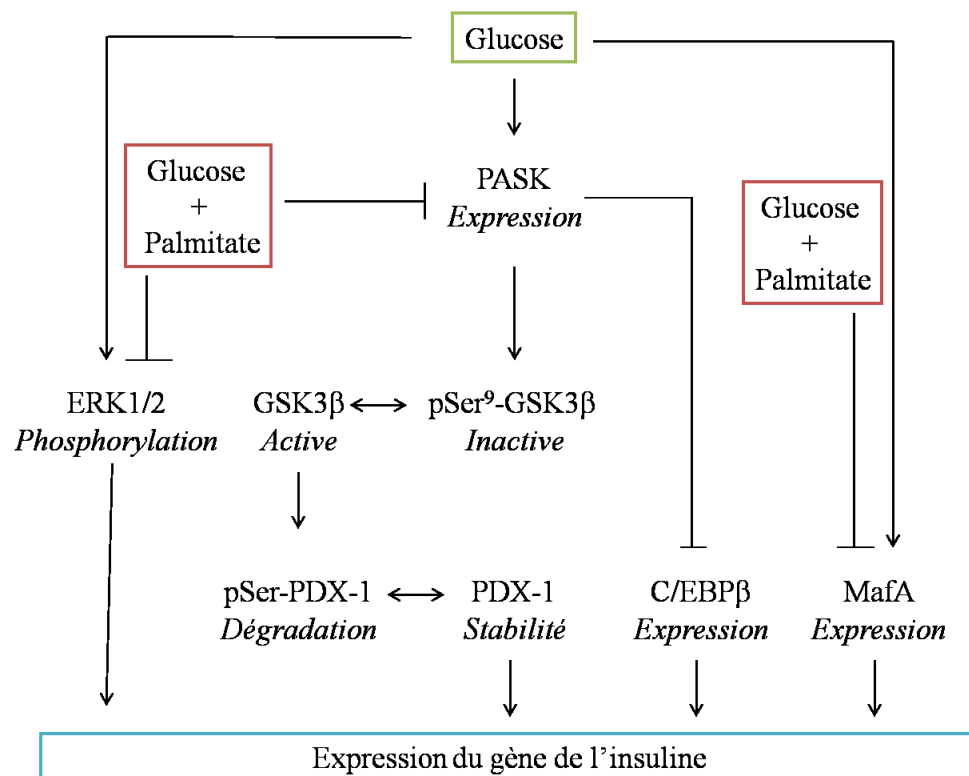 Glucose
Glucose
+
Palmitate
PASK
Expression
Glucose
+
Palmitate
ERK1/2
Phosphorylation
GSK3β
Active
pSer⁹-GSK3β
Inactive
pSer-PDX-1
Dégradation
PDX-1
Stabilité
C/EBPβ
Expression
MafA
Expression
Expression du gène de l’insuline